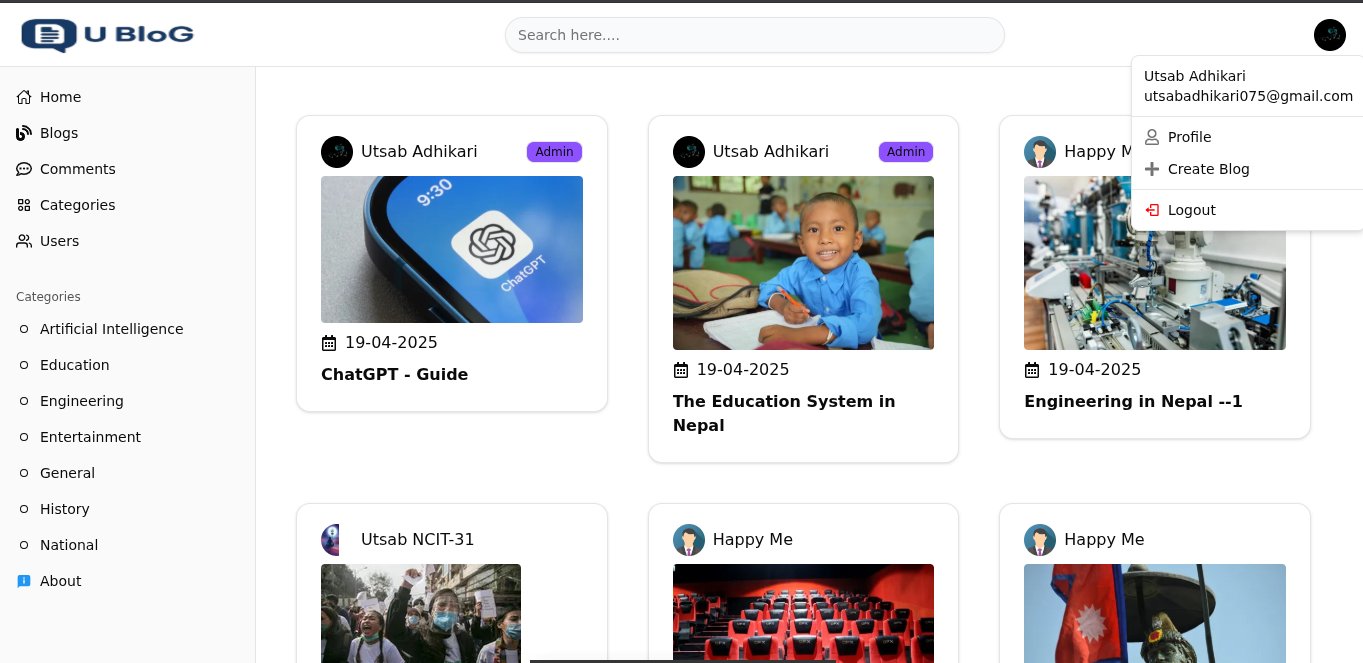 U BloG
Search here....
Utsab Adhikari
utsabadhikari075@gmail.com
Profile
Create Blog
Logout
Home
Blogs
Comments
Categories
Users
Categories
Artificial Intelligence
Education
Engineering
Entertainment
General
History
National
About
Utsab Adhikari Admin
9:30
ChatGPT
19-04-2025
ChatGPT - Guide
Utsab Adhikari Admin
19-04-2025
The Education System in
Nepal
Happy M
19-04-2025
Engineering in Nepal --1
Utsab NCIT-31
Happy Me
Happy Me